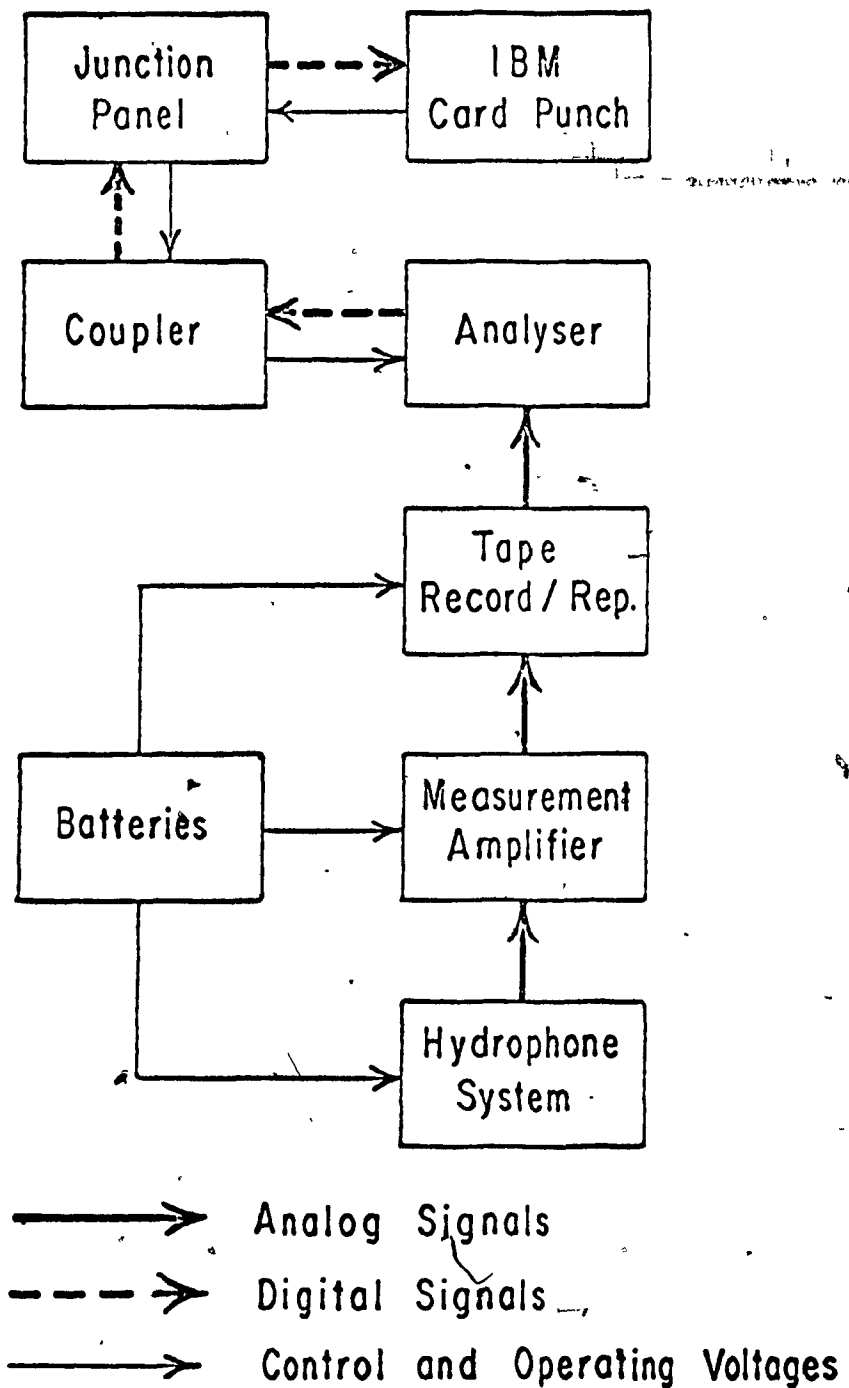 Junction
Panel
IBM
Card Punch
Coupler
Analyser
Tape
Record / Rep.
Batteries
Measurement
Amplifier
Hydrophone
System
Analog Signals
Digital Signals
Control and Operating Voltages